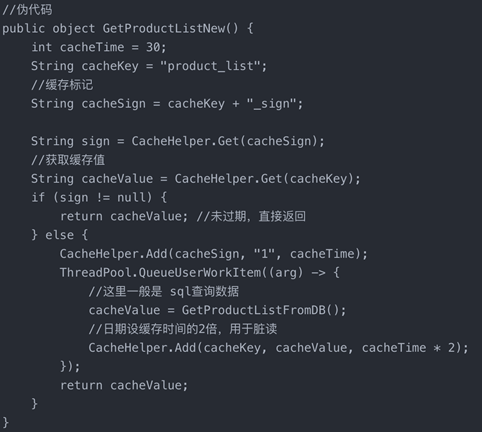 //伪代码
public object GetProductListNew() {
    int cacheTime = 30;
    String cacheKey = "product_list";
    //缓存标记
    String cacheSign = cacheKey + "_sign";

    String sign = CacheHelper.Get(cacheSign);
    //获取缓存值
    String cacheValue = CacheHelper.Get(cacheKey);
    if (sign != null) {
        return cacheValue; //未过期，直接返回
    } else {
        CacheHelper.Add(cacheSign, "1", cacheTime);
        ThreadPool.QueueUserWorkItem((arg) -> {
            //这里一般是 sql查询数据
            cacheValue = GetProductListFromDB();
            //日期设缓存时间的2倍，用于脏读
            CacheHelper.Add(cacheKey, cacheValue, cacheTime * 2);
        });
        return cacheValue;
    }
}